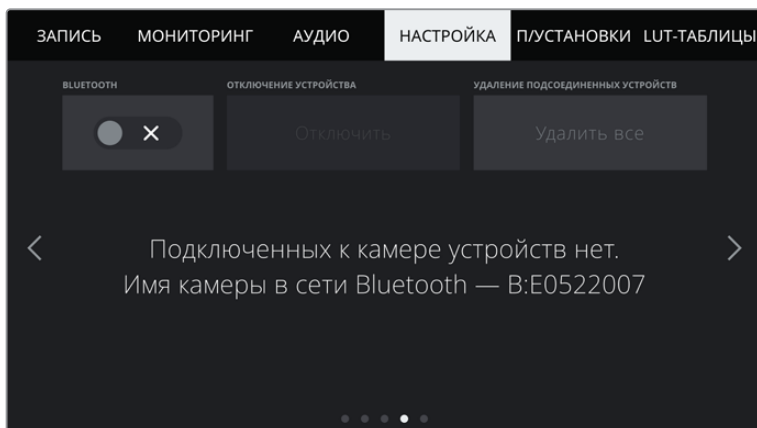 ЗАПИСЬ МОНИТОРИНГ АУДИО НАСТРОЙКА П/УСТАНОВКИ LUT-ТАБЛИЦЫ
BLUETOOTH ОТКЛЮЧЕНИЕ УСТРОЙСТВА УДАЛЕНИЕ ПОДСОЕДИНЕННЫХ УСТРОЙСТВ
Отключить Удалить все
Подключенных к камере устройств нет.
Имя камеры в сети Bluetooth — B:E0522007